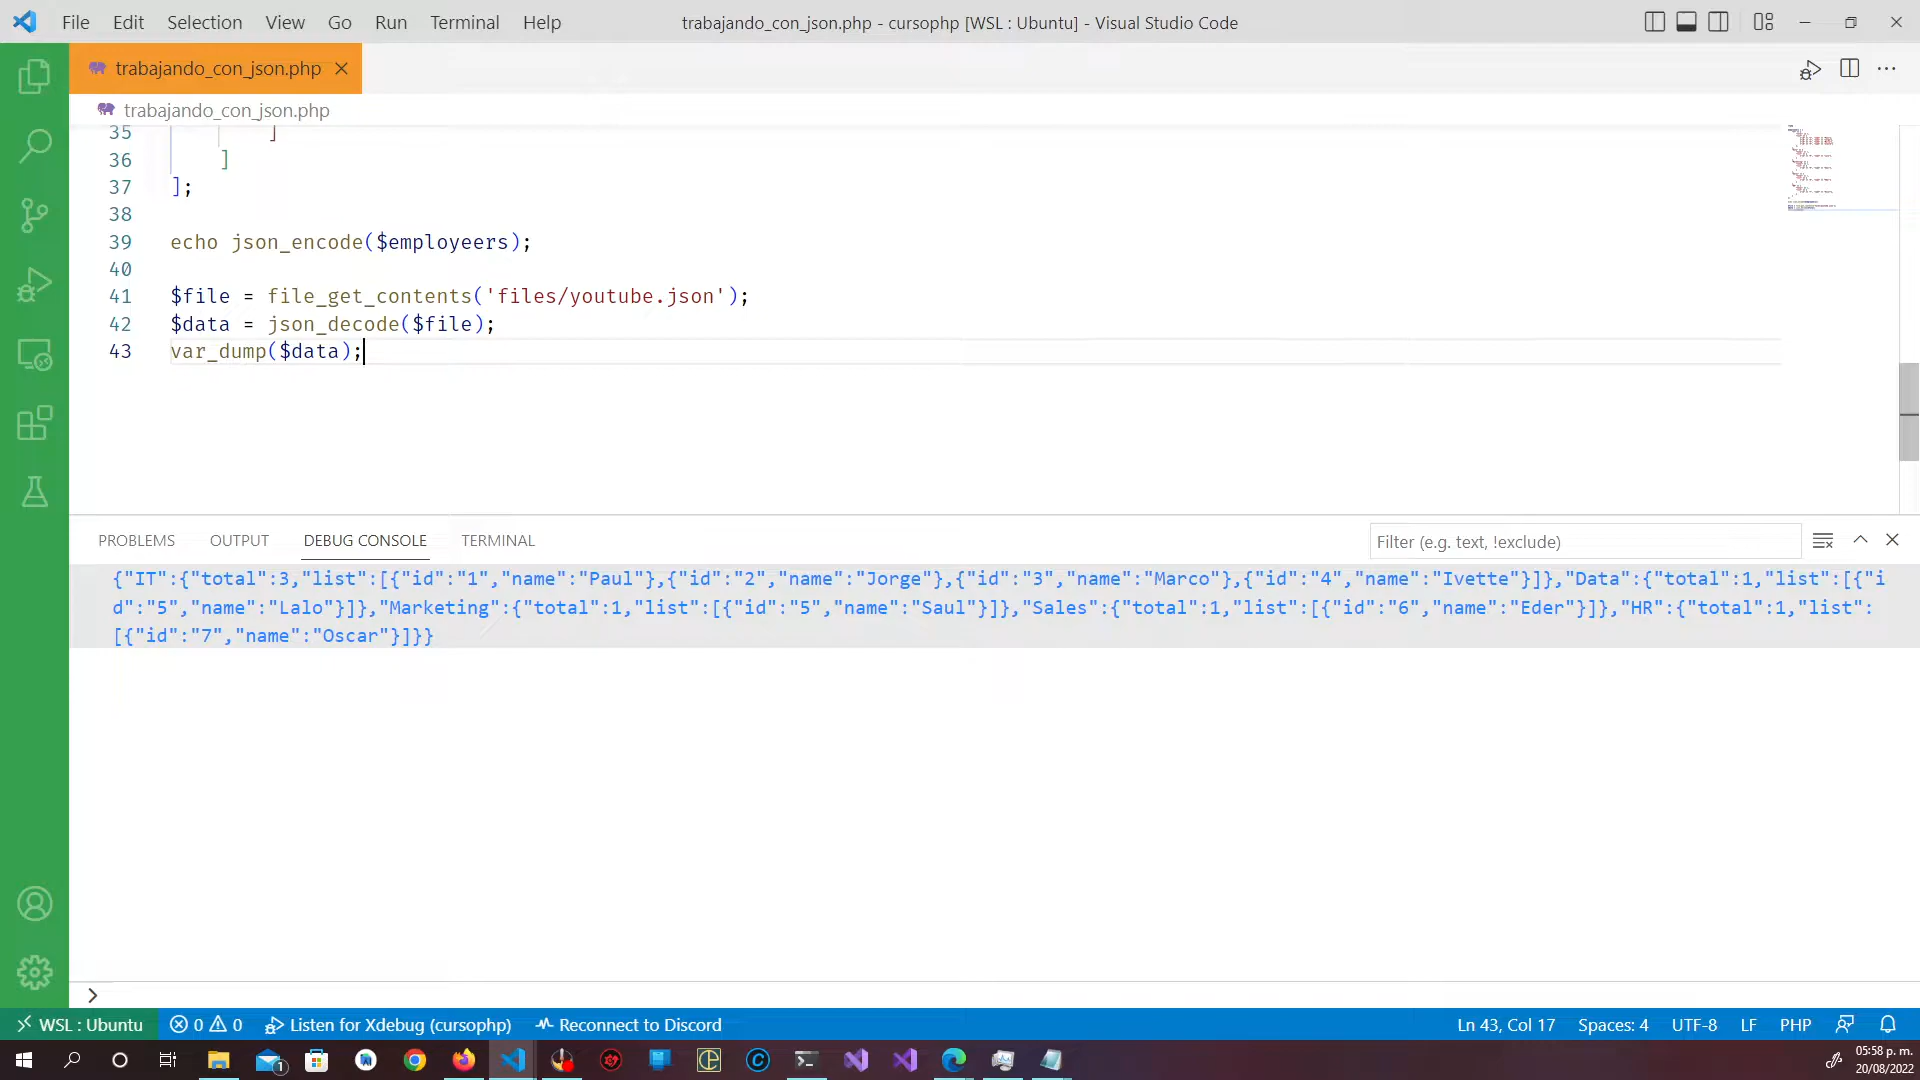 File Edit Selection View Go Run Terminal Help
trabajando_con_json.php - cursophp [WSL : Ubuntu] - Visual Studio Code
trabajando_con_json.php
trabajando_con_json.php
35 ]
36 ]
37 ];
38
39 echo json_encode($employeers);
40
41 $file = file_get_contents('files/youtube.json');
42 $data = json_decode($file);
43 var_dump($data);
PROBLEMS OUTPUT DEBUG CONSOLE TERMINAL
Filter (e.g. text, !exclude)
{"IT":{"total":3,"list":[{"id":"1","name":"Paul"},{"id":"2","name":"Jorge"},{"id":"3","name":"Marco"},{"id":"4","name":"Ivette"}]},"Data":{"total":1,"list":[{"i
d":"5","name":"Lalo"}]},"Marketing":{"total":1,"list":[{"id":"5","name":"Saul"}]},"Sales":{"total":1,"list":[{"id":"6","name":"Eder"}]},"HR":{"total":1,"list":
[{"id":"7","name":"Oscar"}]}}
WSL : Ubuntu 0 0 Listen for Xdebug (cursophp) Reconnect to Discord
Ln 43, Col 17 Spaces: 4 UTF-8 LF PHP
1
05:58 p. m.
20/08/2022